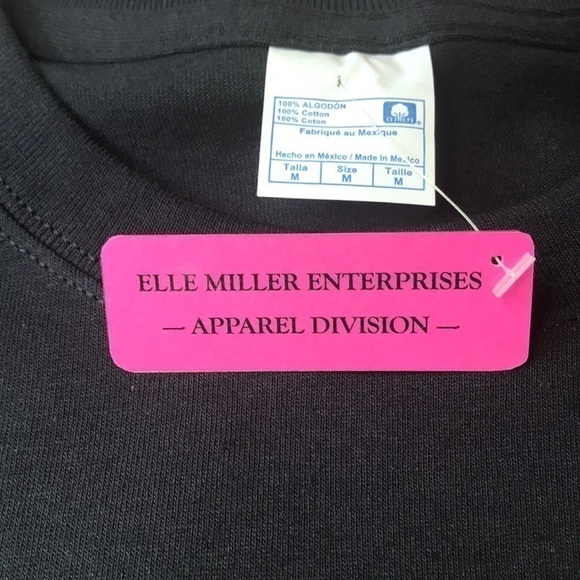 100% ALGODÓN
100% Cotton
100% Coton
®
Fabriqué au Mexique
Hecho en México / Made in Mexico
Talla Size Taille
M M M
ELLE MILLER ENTERPRISES
— APPAREL DIVISION —